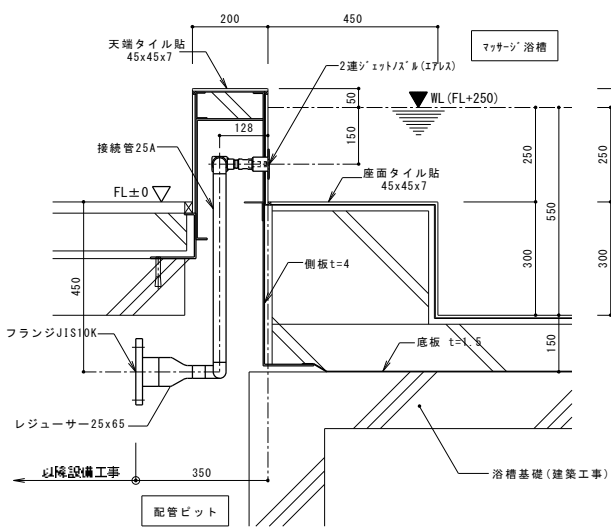 200
450
天端タイル貼
45x45x7
マッサージ浴槽
2連ジェットノズル(エアレス)
WL(FL+250)
50
128
150
接続管25A
250
250
座面タイル貼
45x45x7
FL±0
550
側板t=4
300
300
450
フランジJIS10K
底板 t=1.5
150
レジューサー25x65
設備工事
350
浴槽基礎(建築工事)
配管ピット